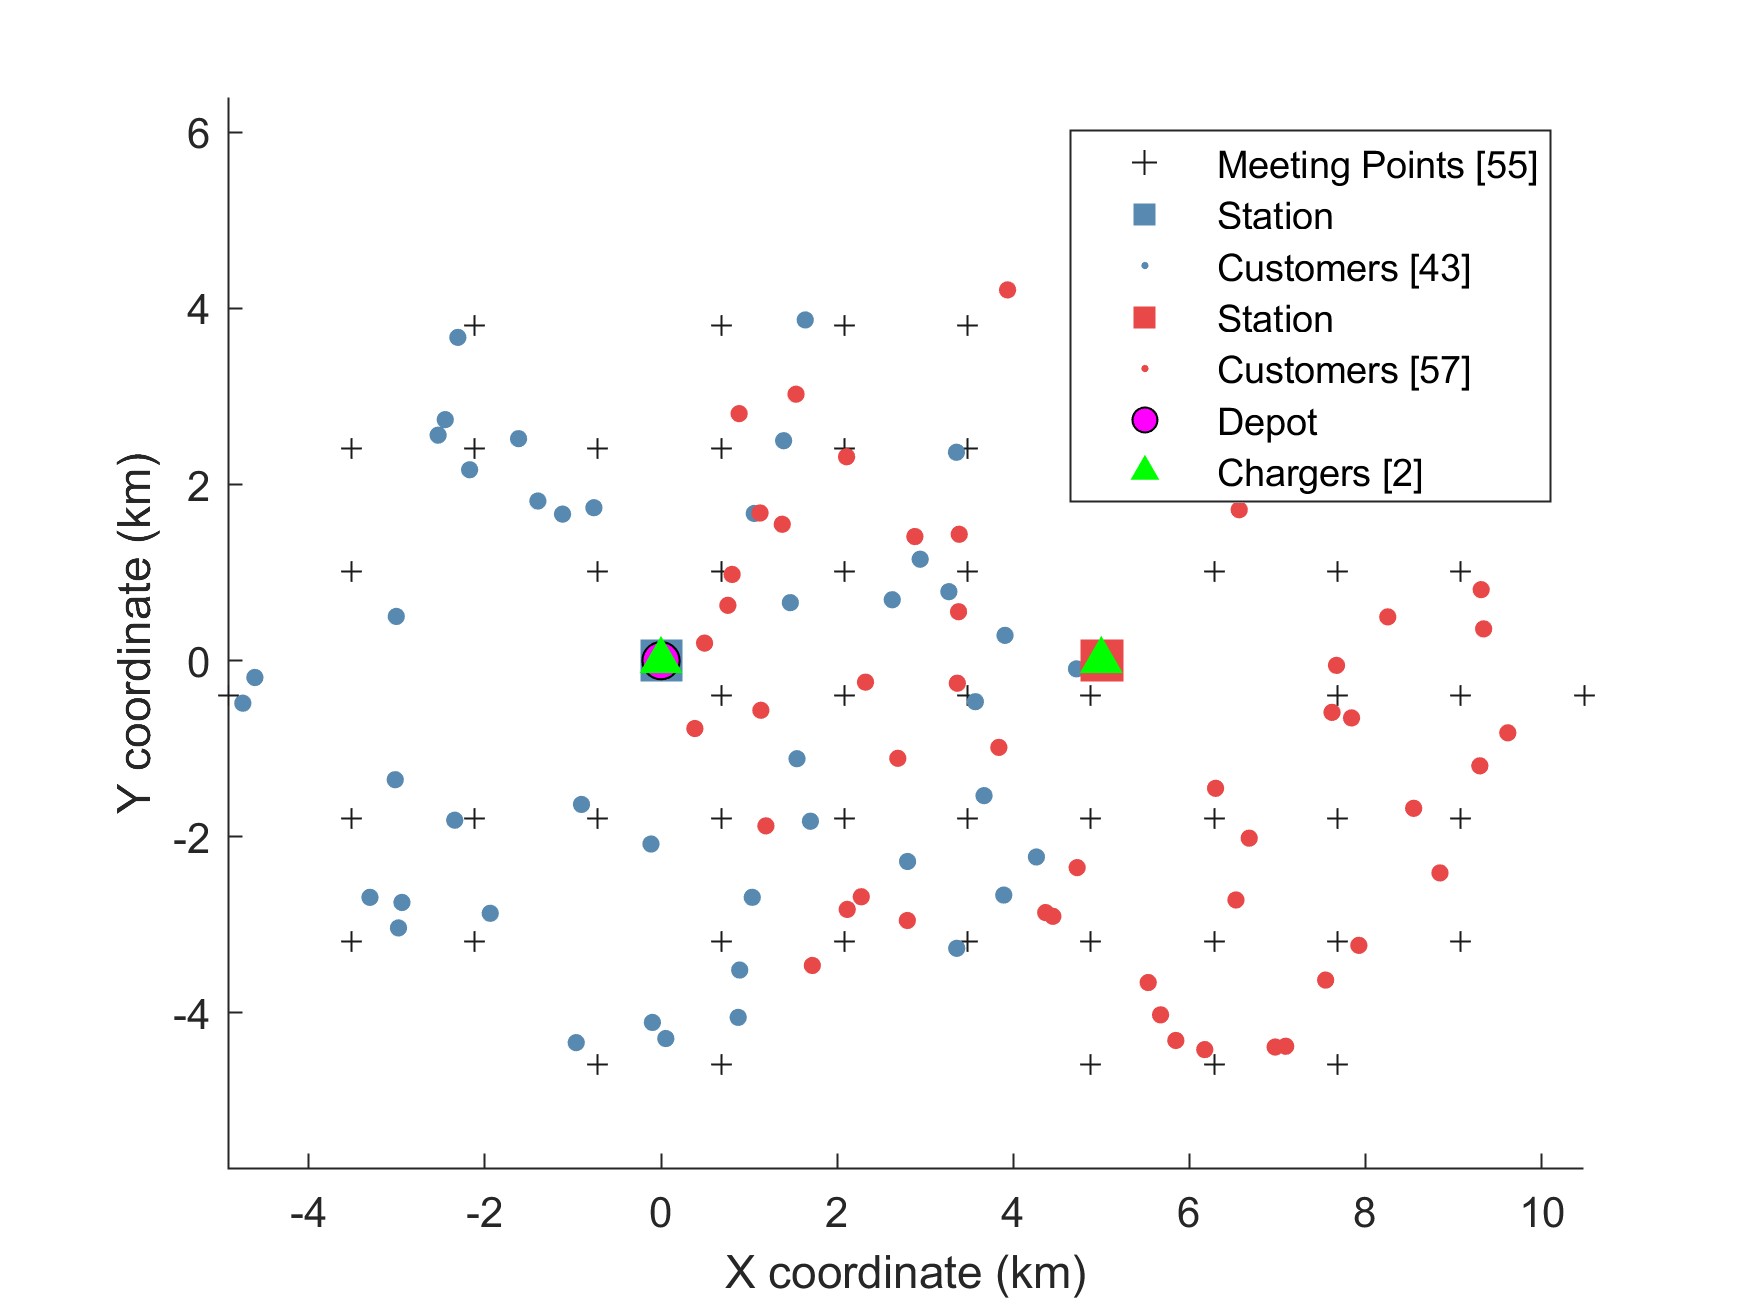 6
4
2
0
-2
-4
-4
-2
0
2
4
6
8
10
X coordinate (km)
Y coordinate (km)
Meeting Points [55]
Station
Customers [43]
Station
Customers [57]
Depot
Chargers [2]